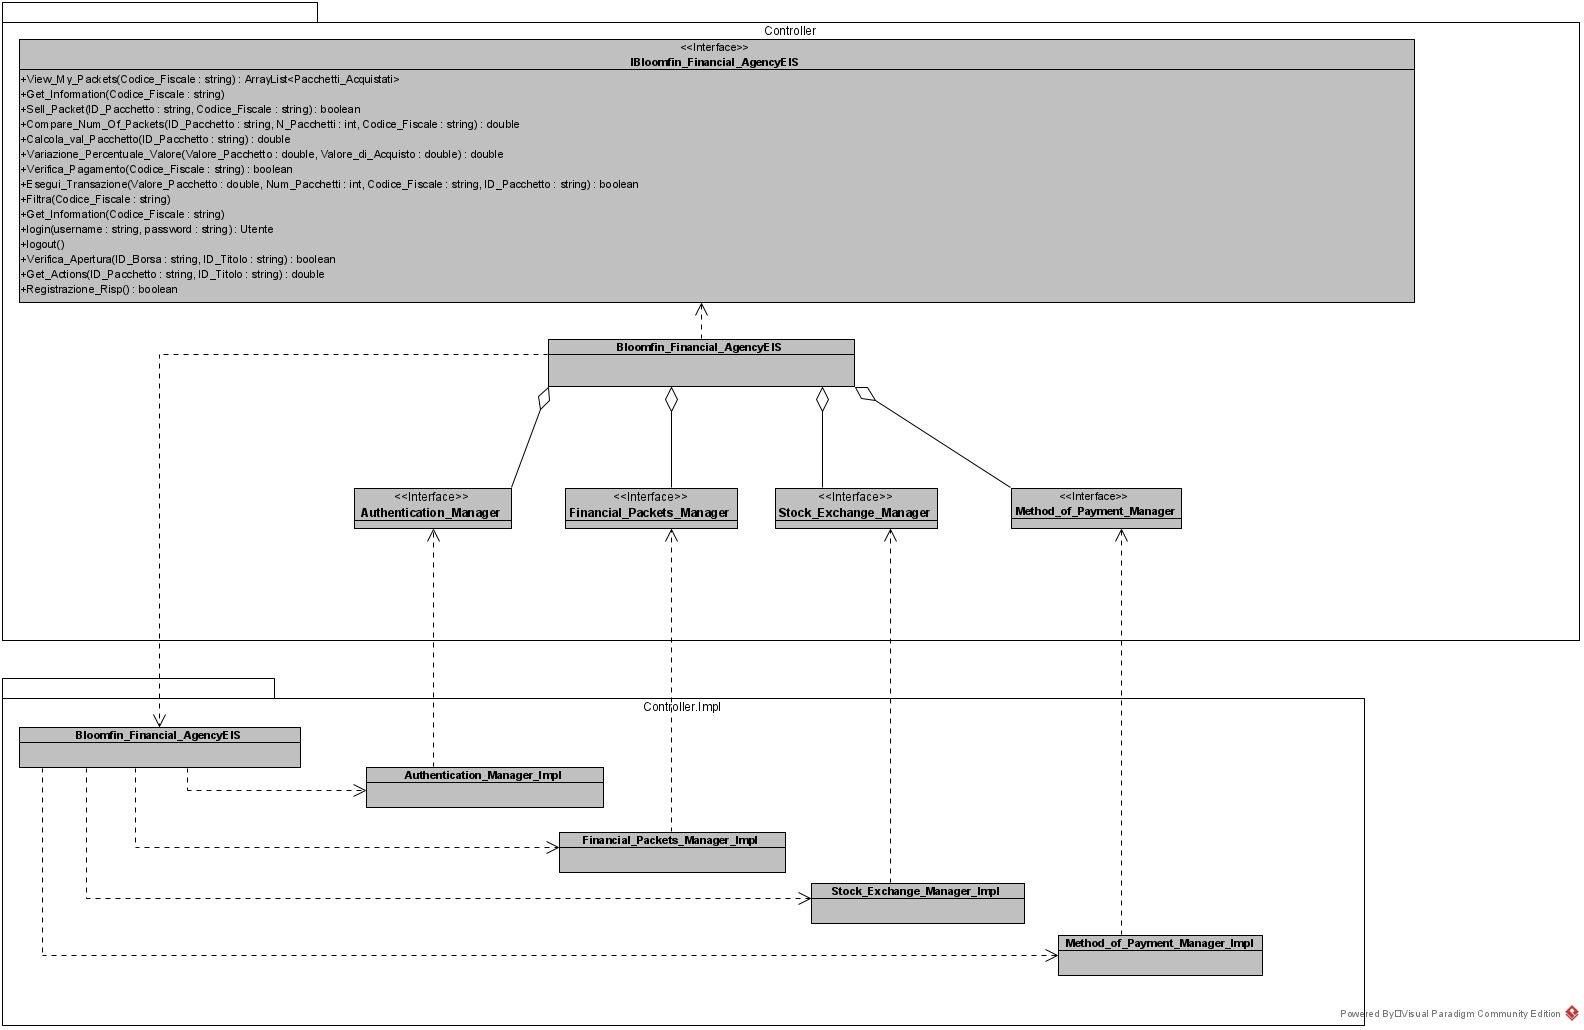 Controller
<<Interface>>
IBloomfin_Financial_AgencyEIS
+View_My_Packets(Codice_Fiscale : string) : ArrayList<Pacchetti_Acquistati>
+Get_Information(Codice_Fiscale : string)
+Sell_Packet(ID_Pacchetto : string, Codice_Fiscale : string) : boolean
+Compare_Num_Of_Packets(ID_Pacchetto : string, N_Pacchetti : int, Codice_Fiscale : string) : double
+Calcola_val_Pacchetto(ID_Pacchetto : string) : double
+Variazione_Percentuale_Valore(Valore_Pacchetto : double, Valore_di_Acquisto : double) : double
+Verifica_Pagamento(Codice_Fiscale : string) : boolean
+Esegui_Transazione(Valore_Pacchetto : double, Num_Pacchetti : int, Codice_Fiscale : string, ID_Pacchetto : string) : boolean
+Filtra(Codice_Fiscale : string)
+Get_Information(Codice_Fiscale : string)
+login(username : string, password : string) : Utente
+logout()
+Verifica_Apertura(ID_Borsa : string, ID_Titolo : string) : boolean
+Get_Actions(ID_Pacchetto : string, ID_Titolo : string) : double
+Registrazione_Risp() : boolean
Bloomfin_Financial_AgencyEIS
<<Interface>>
Authentication_Manager
<<Interface>>
Financial_Packets_Manager
<<Interface>>
Stock_Exchange_Manager
<<Interface>>
Method_of_Payment_Manager
Controller.Impl
Bloomfin_Financial_AgencyEIS
Authentication_Manager_Impl
Financial_Packets_Manager_Impl
Stock_Exchange_Manager_Impl
Method_of_Payment_Manager_Impl
Powered By Visual Paradigm Community Edition